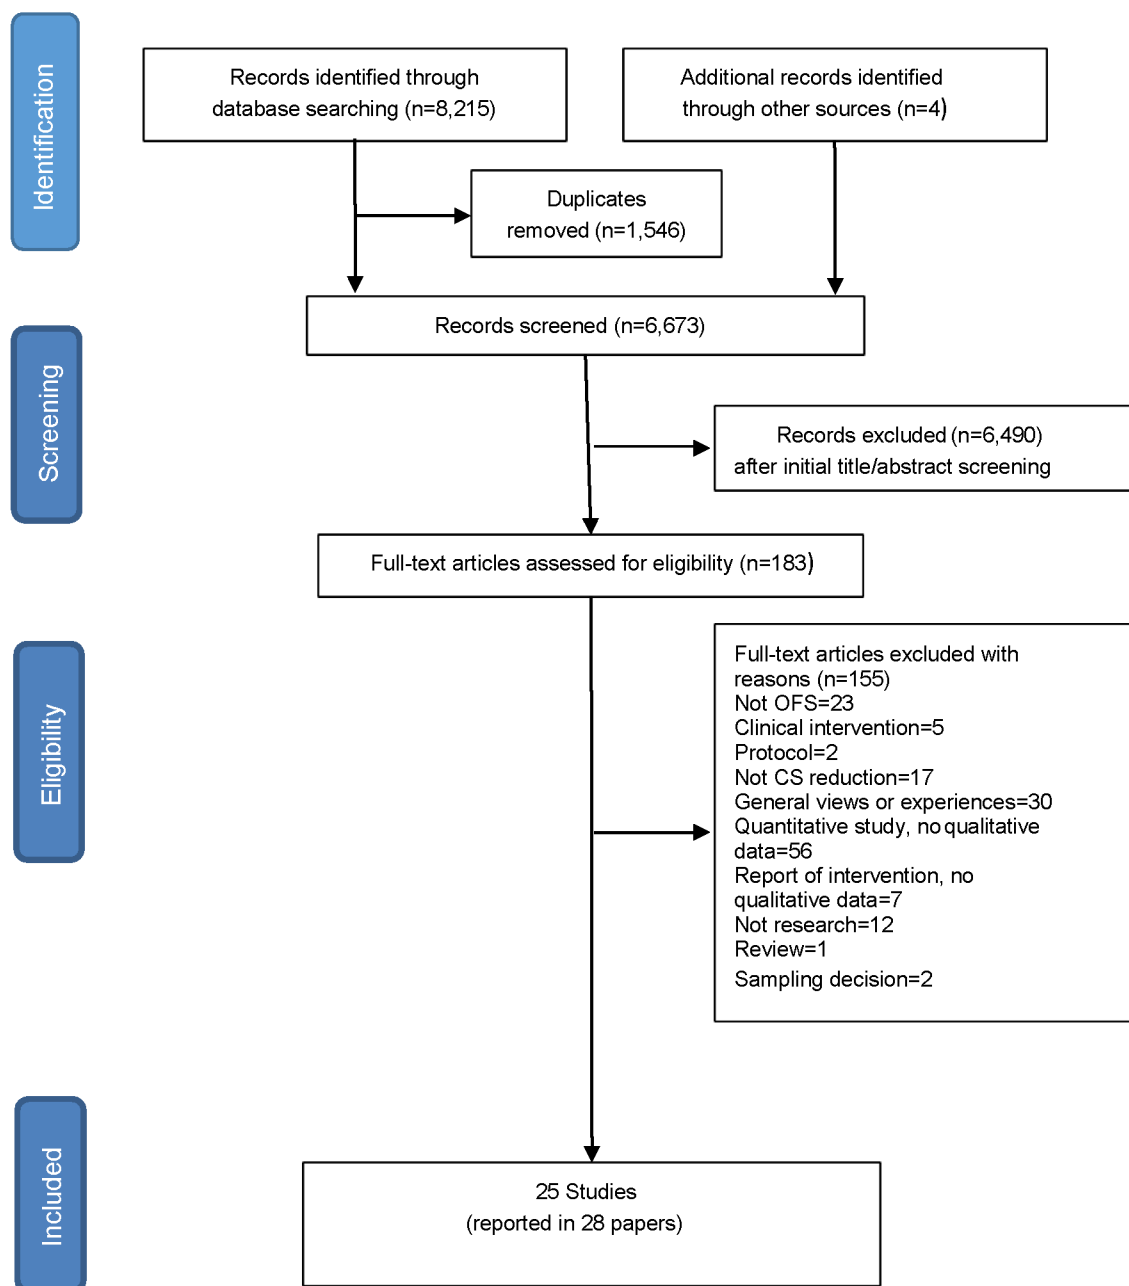 Identification
Records identified through
database searching (n=8,215)
Additional records identified
through other sources (n=4)
Duplicates
removed (n=1,546)
Screening
Records screened (n=6,673)
Records excluded (n=6,490)
after initial title/abstract screening
Full-text articles assessed for eligibility (n=183)
Eligibility
Full-text articles excluded with
reasons (n=155)
Not OFS=23
Clinical intervention=5
Protocol=2
Not CS reduction=17
General views or experiences=30
Quantitative study, no qualitative
data=56
Report of intervention, no
qualitative data=7
Not research=12
Review=1
Sampling decision=2
Included
25 Studies
(reported in 28 papers)